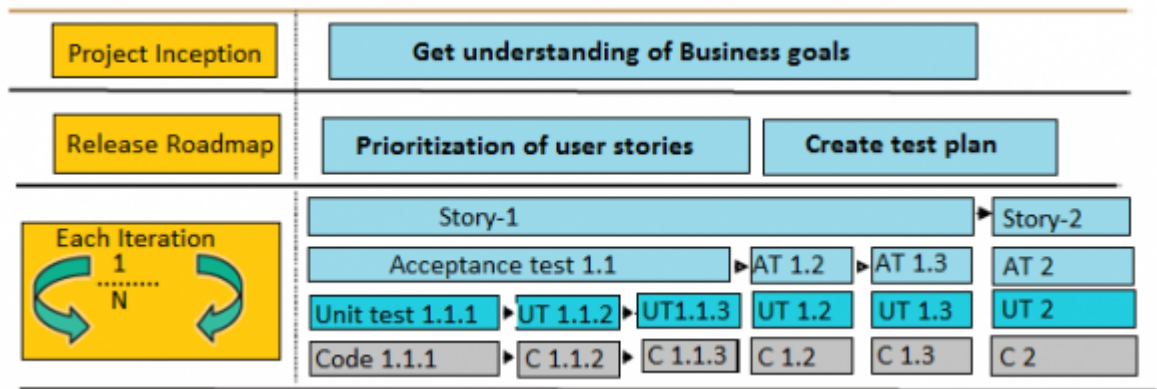 Project Inception
Get understanding of Business goals
Release Roadmap
Prioritization of user stories
Create test plan
Each Iteration
1
.........
N
Story-1
Story-2
Acceptance test 1.1
AT 1.2
AT 1.3
AT 2
Unit test 1.1.1
UT 1.1.2
UT1.1.3
UT 1.2
UT 1.3
UT 2
Code 1.1.1
C 1.1.2
C 1.1.3
C 1.2
C 1.3
C 2